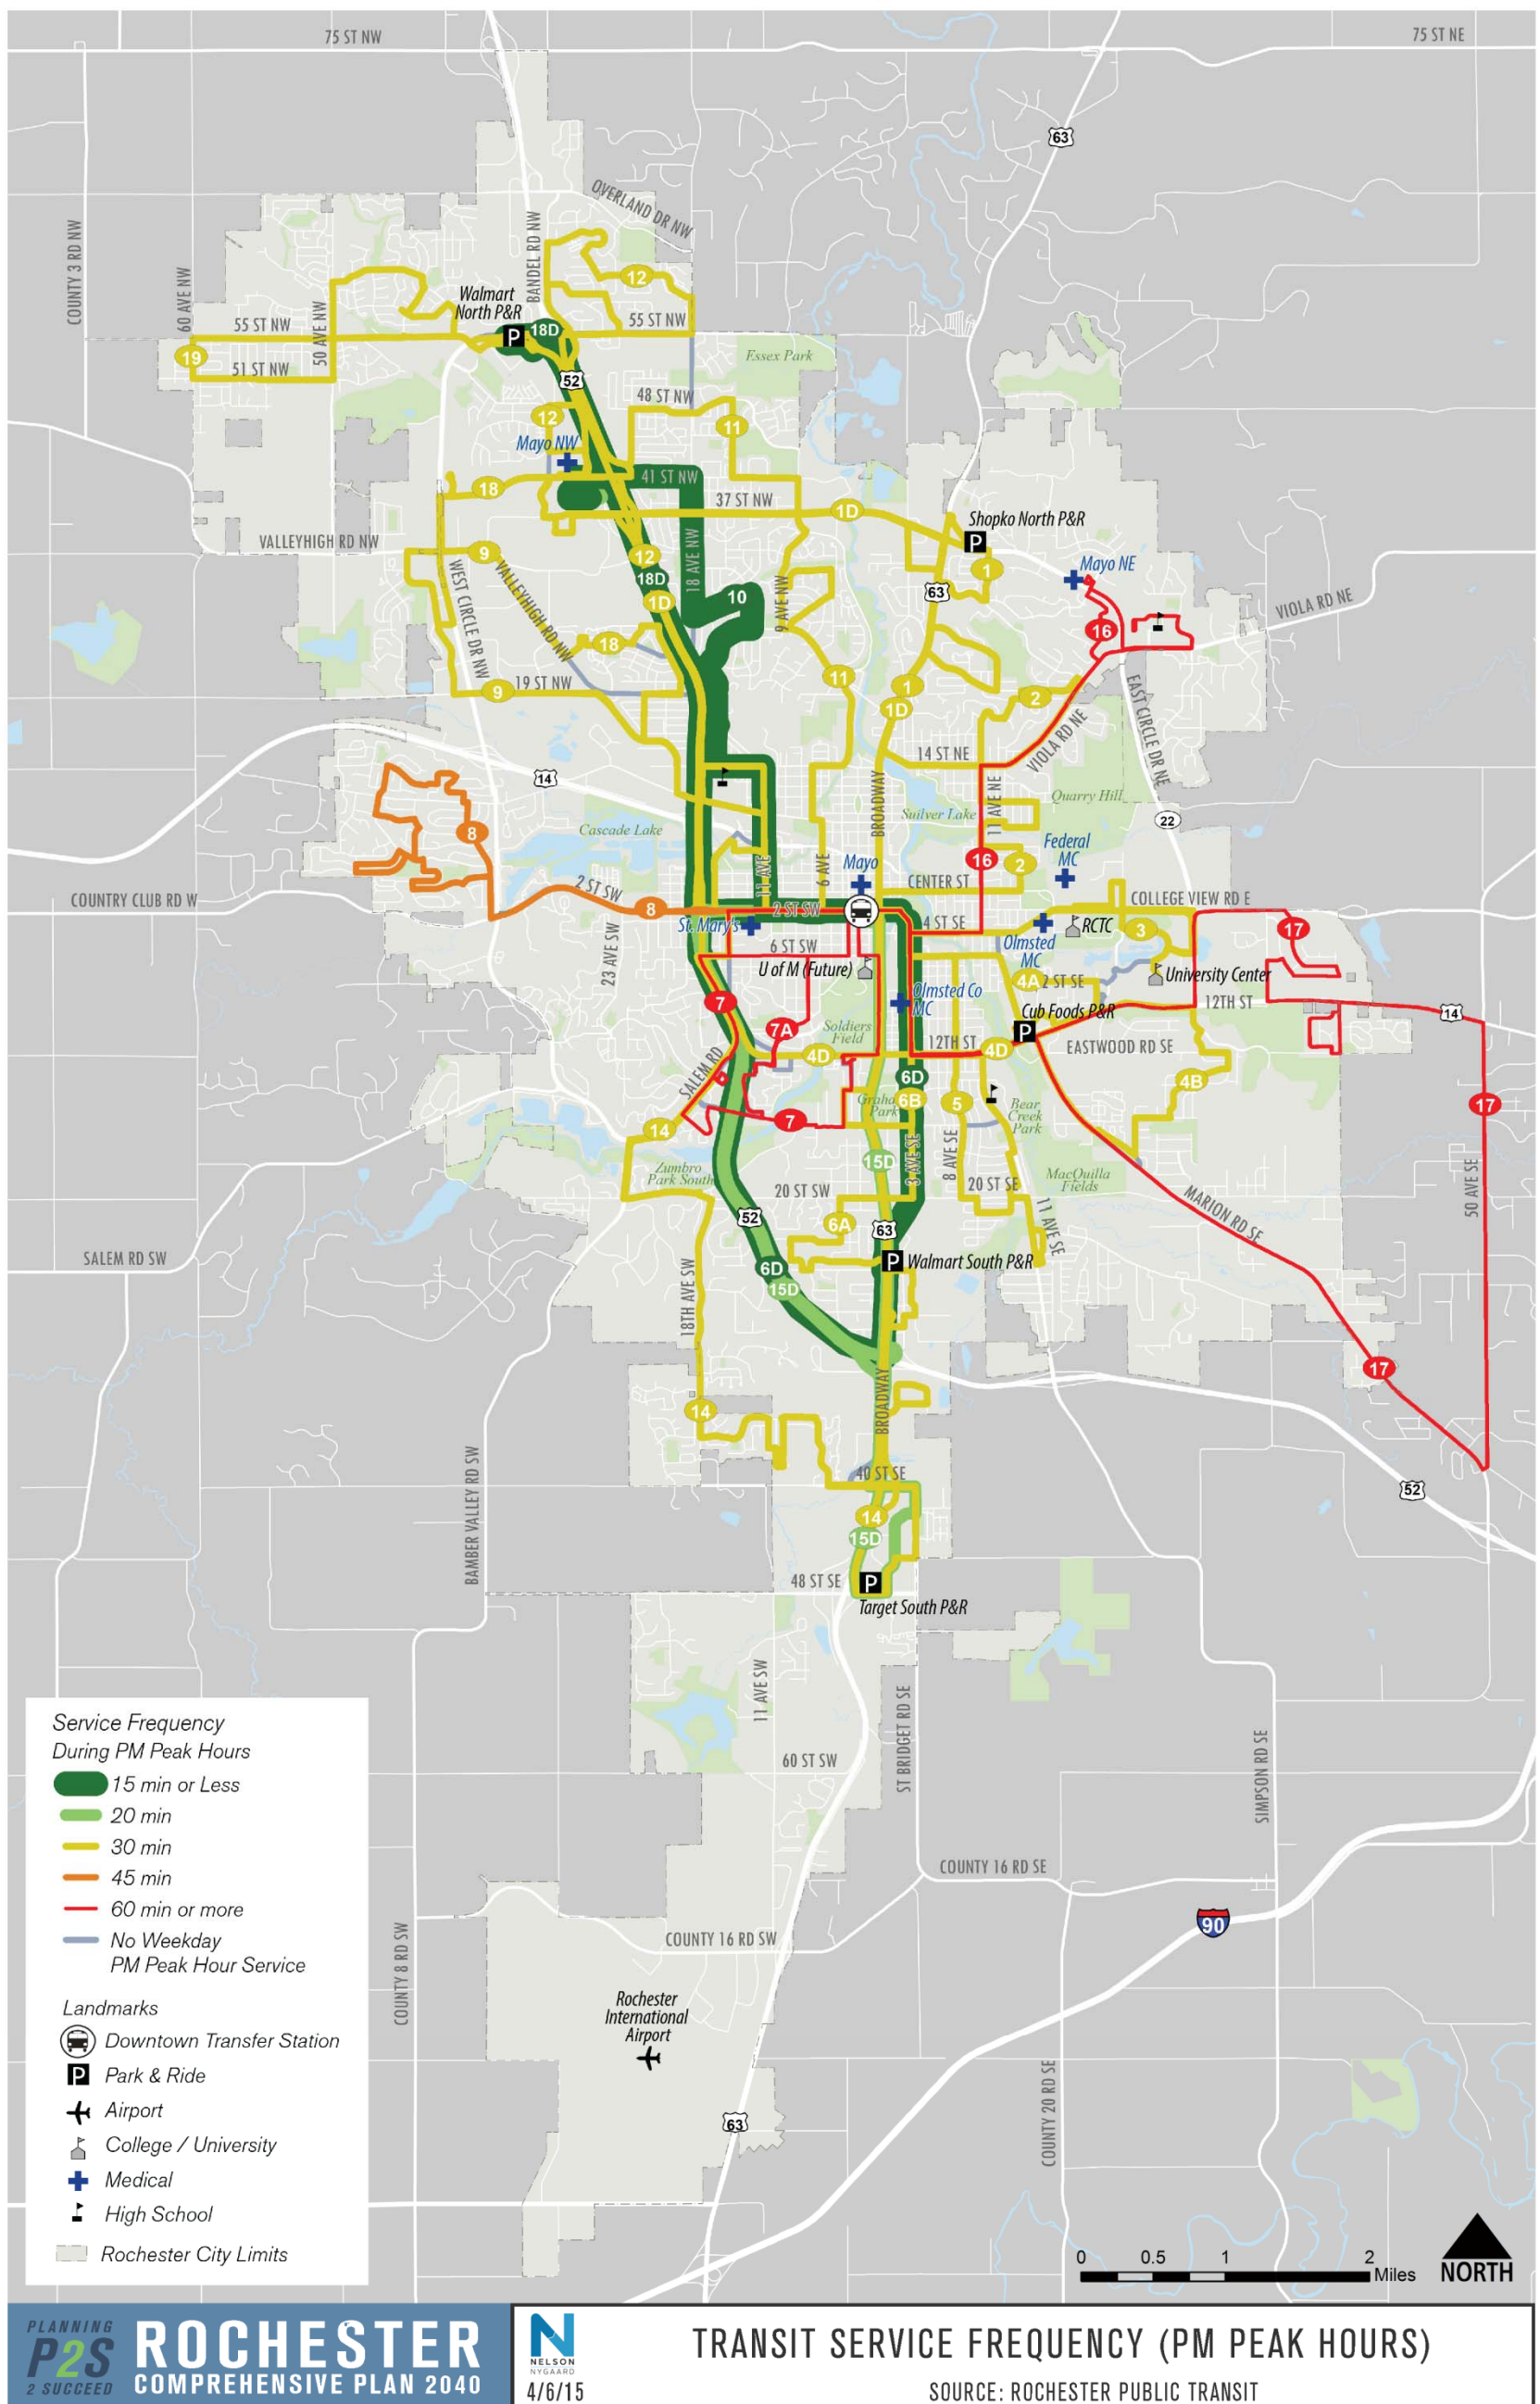 75 ST NW
75 ST NE
63
OVERLAND DR NW
COUNTY 3 RD NW
60 AVE NW
BANDEL RD NW
12
Walmart
North P&R
50 AVE NW
55 ST NW
55 ST NW
P
18D
19
51 ST NW
Essex Park
52
48 ST NW
12
11
Mayo NW
41 ST NW
18
37 ST NW
1D
Shopko North P&R
P
VALLEYHIGH RD NW
9
12
18D
1D
18 AVE NW
10
9 AVE NW
1
Mayo NE
63
WEST CIRCLE DR NW
VALLEYHIGH RD NW
VIOLA RD NE
16
18
11
1
1D
2
EAST CIRCLE DR NE
9
19 ST NW
VIOLA RD NE
14 ST NE
14
BROADWAY
11 AVE NE
Quarry Hill
Suilver Lake
22
8
Cascade Lake
Federal
MC
16
2
11 AVE
6 AVE
Mayo
CENTER ST
COUNTRY CLUB RD W
2 ST SW
8
2 ST SW
COLLEGE VIEW RD E
St. Mary's
4 ST SE
RCTC
3
17
23 AVE SW
6 ST SW
Olmsted
MC
U of M (Future)
4A
2 ST SE
University Center
7
Olmsted Co
MC
Cub Foods P&R
12TH ST
14
7A
Soldiers
Field
P
SALEM RD
4D
12TH ST
4D
EASTWOOD RD SE
6D
4B
Graha
Park
6B
5
Bear
Creek
Park
17
14
7
15D
3 AVE SE
8 AVE SE
Zumbro
Park South
20 ST SW
20 ST SE
MacQuilla
Fields
MARION RD SE
50 AVE SE
52
6A
63
11 AVE SE
SALEM RD SW
P
Walmart South P&R
6D
15D
18TH AVE SW
17
14
BROADWAY
BAMBER VALLEY RD SW
40 ST SE
52
14
15D
48 ST SE
P
Target South P&R
11 AVE SW
ST BRIDGET RD SE
60 ST SW
SIMPSON RD SE
COUNTY 16 RD SE
90
COUNTY 8 RD SW
COUNTY 16 RD SW
Rochester
International
Airport
COUNTY 20 RD SE
63
Service Frequency
During PM Peak Hours
15 min or Less
20 min
30 min
45 min
60 min or more
No Weekday
PM Peak Hour Service
Landmarks
Downtown Transfer Station
P Park & Ride
Airport
College / University
Medical
High School
Rochester City Limits
0 0.5 1 2
Miles
NORTH
PLANNING
P2S
2 SUCCEED
ROCHESTER
COMPREHENSIVE PLAN 2040
N
NELSON
NYGAARD
4/6/15
TRANSIT SERVICE FREQUENCY (PM PEAK HOURS)
SOURCE: ROCHESTER PUBLIC TRANSIT